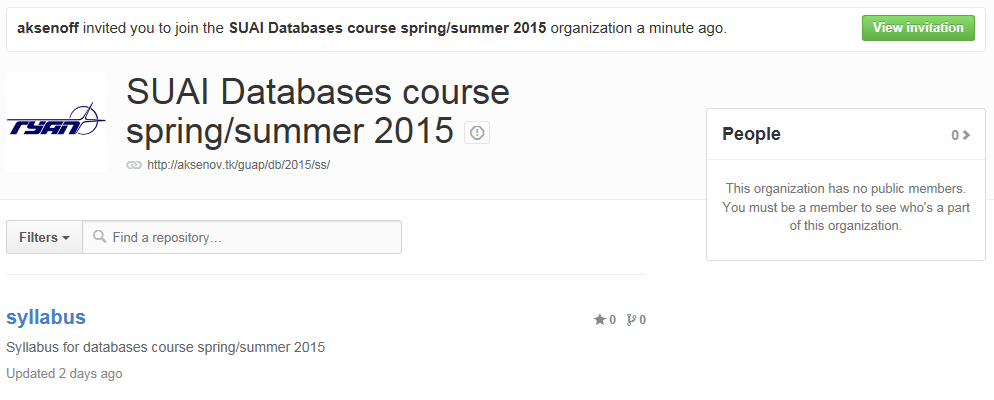 aksenoff invited you to join the SUAI Databases course spring/summer 2015 organization a minute ago.
View invitation
ГУАП
SUAI Databases course
spring/summer 2015
http://aksenov.tk/guap/db/2015/ss/
People
0
This organization has no public members.
You must be a member to see who's a part
of this organization.
Filters
Find a repository…
syllabus
0 0
Syllabus for databases course spring/summer 2015
Updated 2 days ago